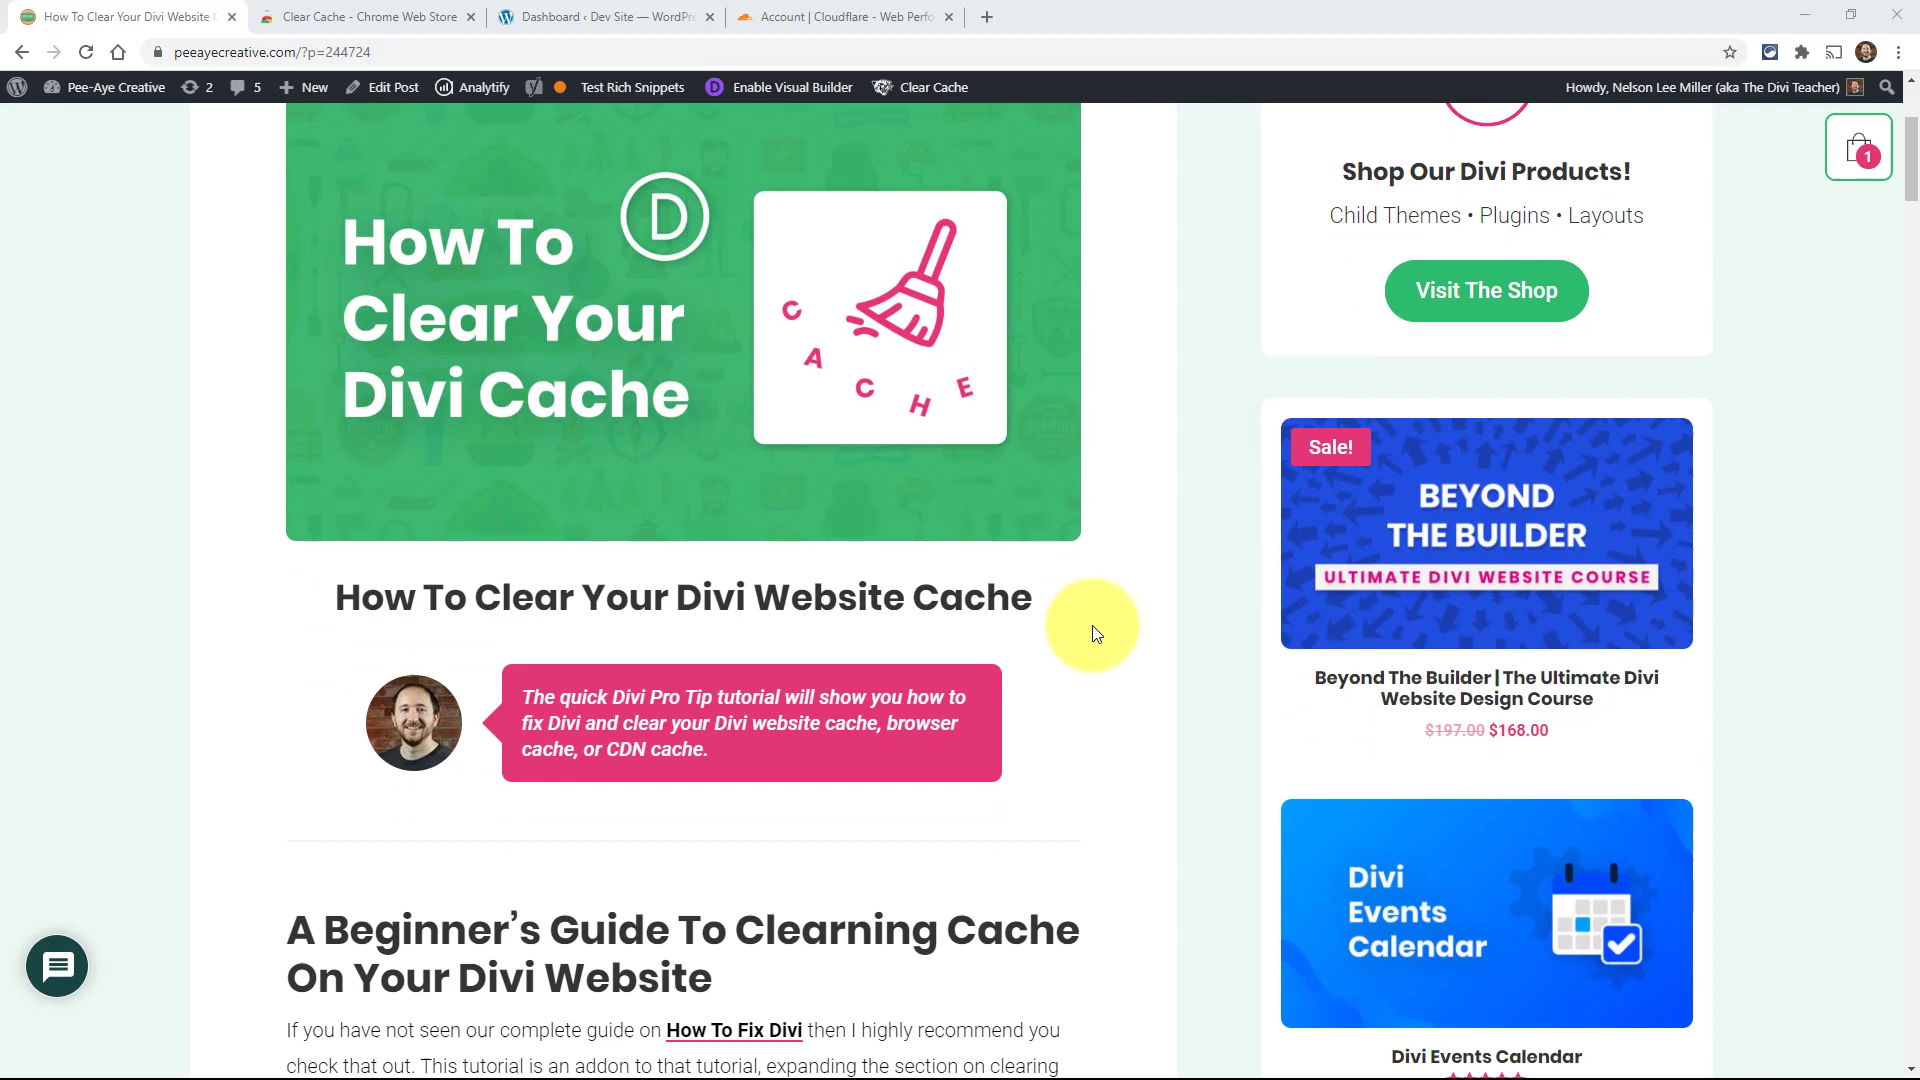 How To Clear Your Divi Website C
Clear Cache - Chrome Web Store
Dashboard ‹ Dev Site — WordPre
Account | Cloudflare - Web Perfo
peeayecreative.com/?p=244724
Pee-Aye Creative
2
5
New
Edit Post
Analytify
Test Rich Snippets
D
Enable Visual Builder
Clear Cache
Howdy, Nelson Lee Miller (aka The Divi Teacher)
1
How To
Clear Your
Divi Cache
D
C A C H E
How To Clear Your Divi Website Cache
The quick Divi Pro Tip tutorial will show you how to
fix Divi and clear your Divi website cache, browser
cache, or CDN cache.
A Beginner’s Guide To Clearning Cache
On Your Divi Website
If you have not seen our complete guide on How To Fix Divi then I highly recommend you
check that out. This tutorial is an addon to that tutorial, expanding the section on clearing
Shop Our Divi Products!
Child Themes • Plugins • Layouts
Visit The Shop
Sale!
BEYOND
THE BUILDER
ULTIMATE DIVI WEBSITE COURSE
Beyond The Builder | The Ultimate Divi
Website Design Course
$197.00 $168.00
Divi
Events
Calendar
Divi Events Calendar